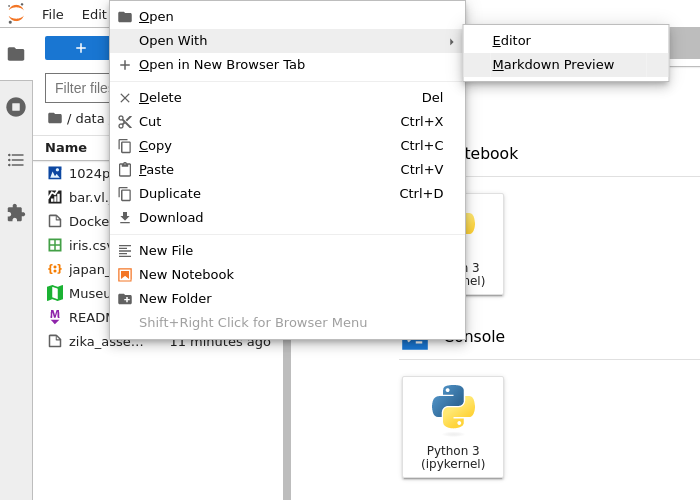 File
Edit
Open
Open With
Open in New Browser Tab
Delete Del
Cut Ctrl+X
Copy Ctrl+C
Paste Ctrl+V
Duplicate Ctrl+D
Download
New File
New Notebook
New Folder
Shift+Right Click for Browser Menu
Editor
Markdown Preview
Filter file
/ data
Name
1024p
bar.vl.
Docke
iris.csv
japan_
Museu
READM
zika_asse… 11 minutes ago
tebook
3
nel)
Console
Python 3
(ipykernel)